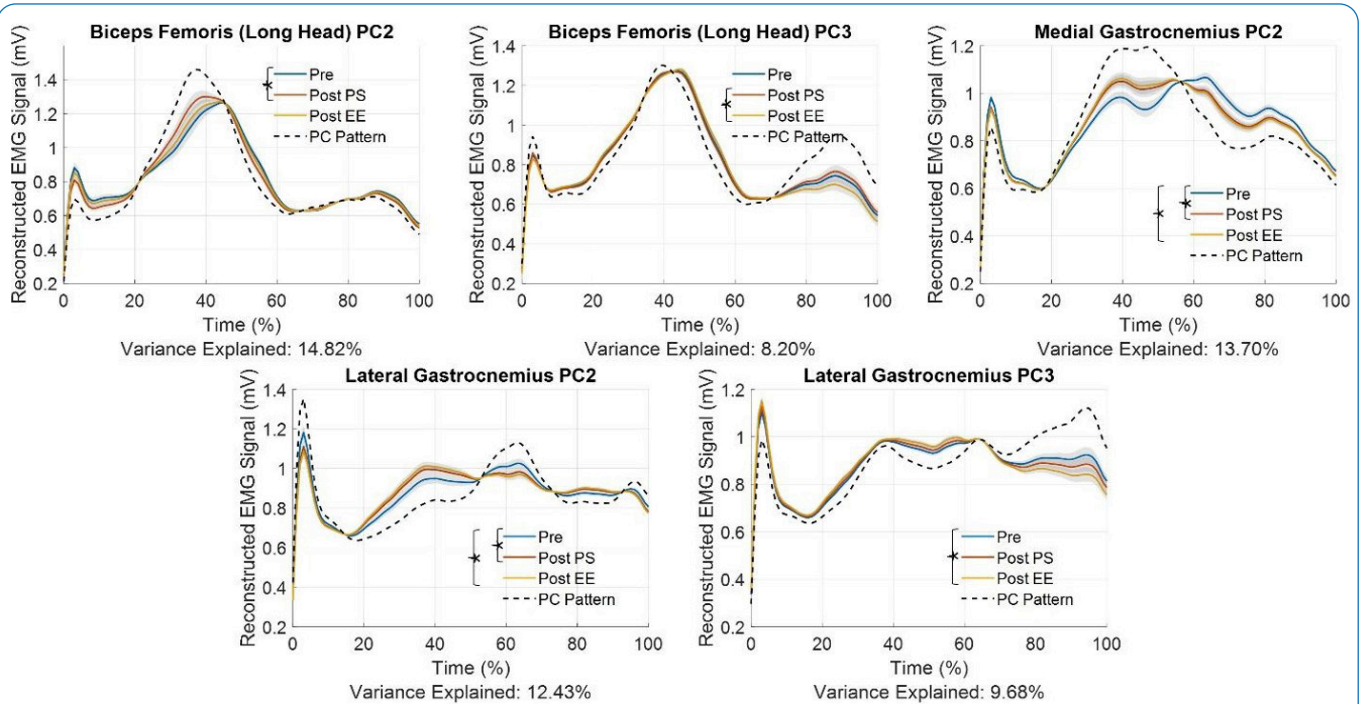 Biceps Femoris (Long Head) PC2
Reconstructed EMG Signal (mV)
1.4
1.2
1
0.8
0.6
0.4
0.2
0 20 40 60 80 100
Pre
Post PS
Post EE
PC Pattern
Time (%)
Variance Explained: 14.82%
Biceps Femoris (Long Head) PC3
Reconstructed EMG Signal (mV)
1.4
1.2
1
0.8
0.6
0.4
0.2
0 20 40 60 80 100
Pre
Post PS
Post EE
PC Pattern
Time (%)
Variance Explained: 8.20%
Medial Gastrocnemius PC2
Reconstructed EMG Signal (mV)
1.2
1
0.8
0.6
0.4
0.2
0 20 40 60 80 100
Pre
Post PS
Post EE
PC Pattern
Time (%)
Variance Explained: 13.70%
Lateral Gastrocnemius PC2
Reconstructed EMG Signal (mV)
1.4
1.2
1
0.8
0.6
0.4
0.2
0 20 40 60 80 100
Pre
Post PS
Post EE
PC Pattern
Time (%)
Variance Explained: 12.43%
Lateral Gastrocnemius PC3
Reconstructed EMG Signal (mV)
1.2
1
0.8
0.6
0.4
0.2
0 20 40 60 80 100
Pre
Post PS
Post EE
PC Pattern
Time (%)
Variance Explained: 9.68%